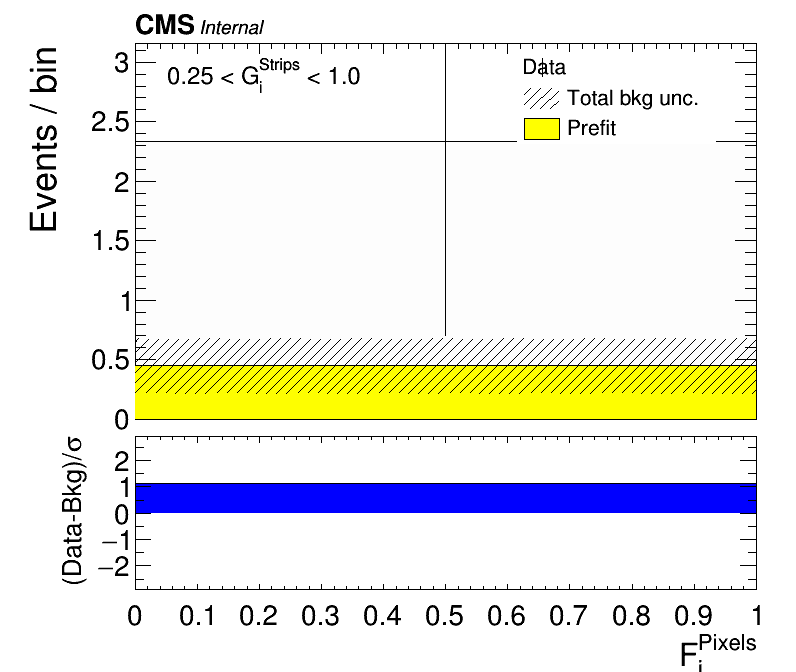 CMS Internal
Events / bin
3
2.5
2
1.5
1
0.5
0
0.25 < G_i^Strips < 1.0
Data
Total bkg unc.
Prefit
(Data-Bkg)/σ
2
1
0
−1
−2
0 0.1 0.2 0.3 0.4 0.5 0.6 0.7 0.8 0.9 1
F_i^Pixels